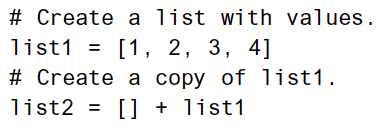 # Create a list with values.
list1 = [1, 2, 3, 4]
# Create a copy of list1.
list2 = [] + list1